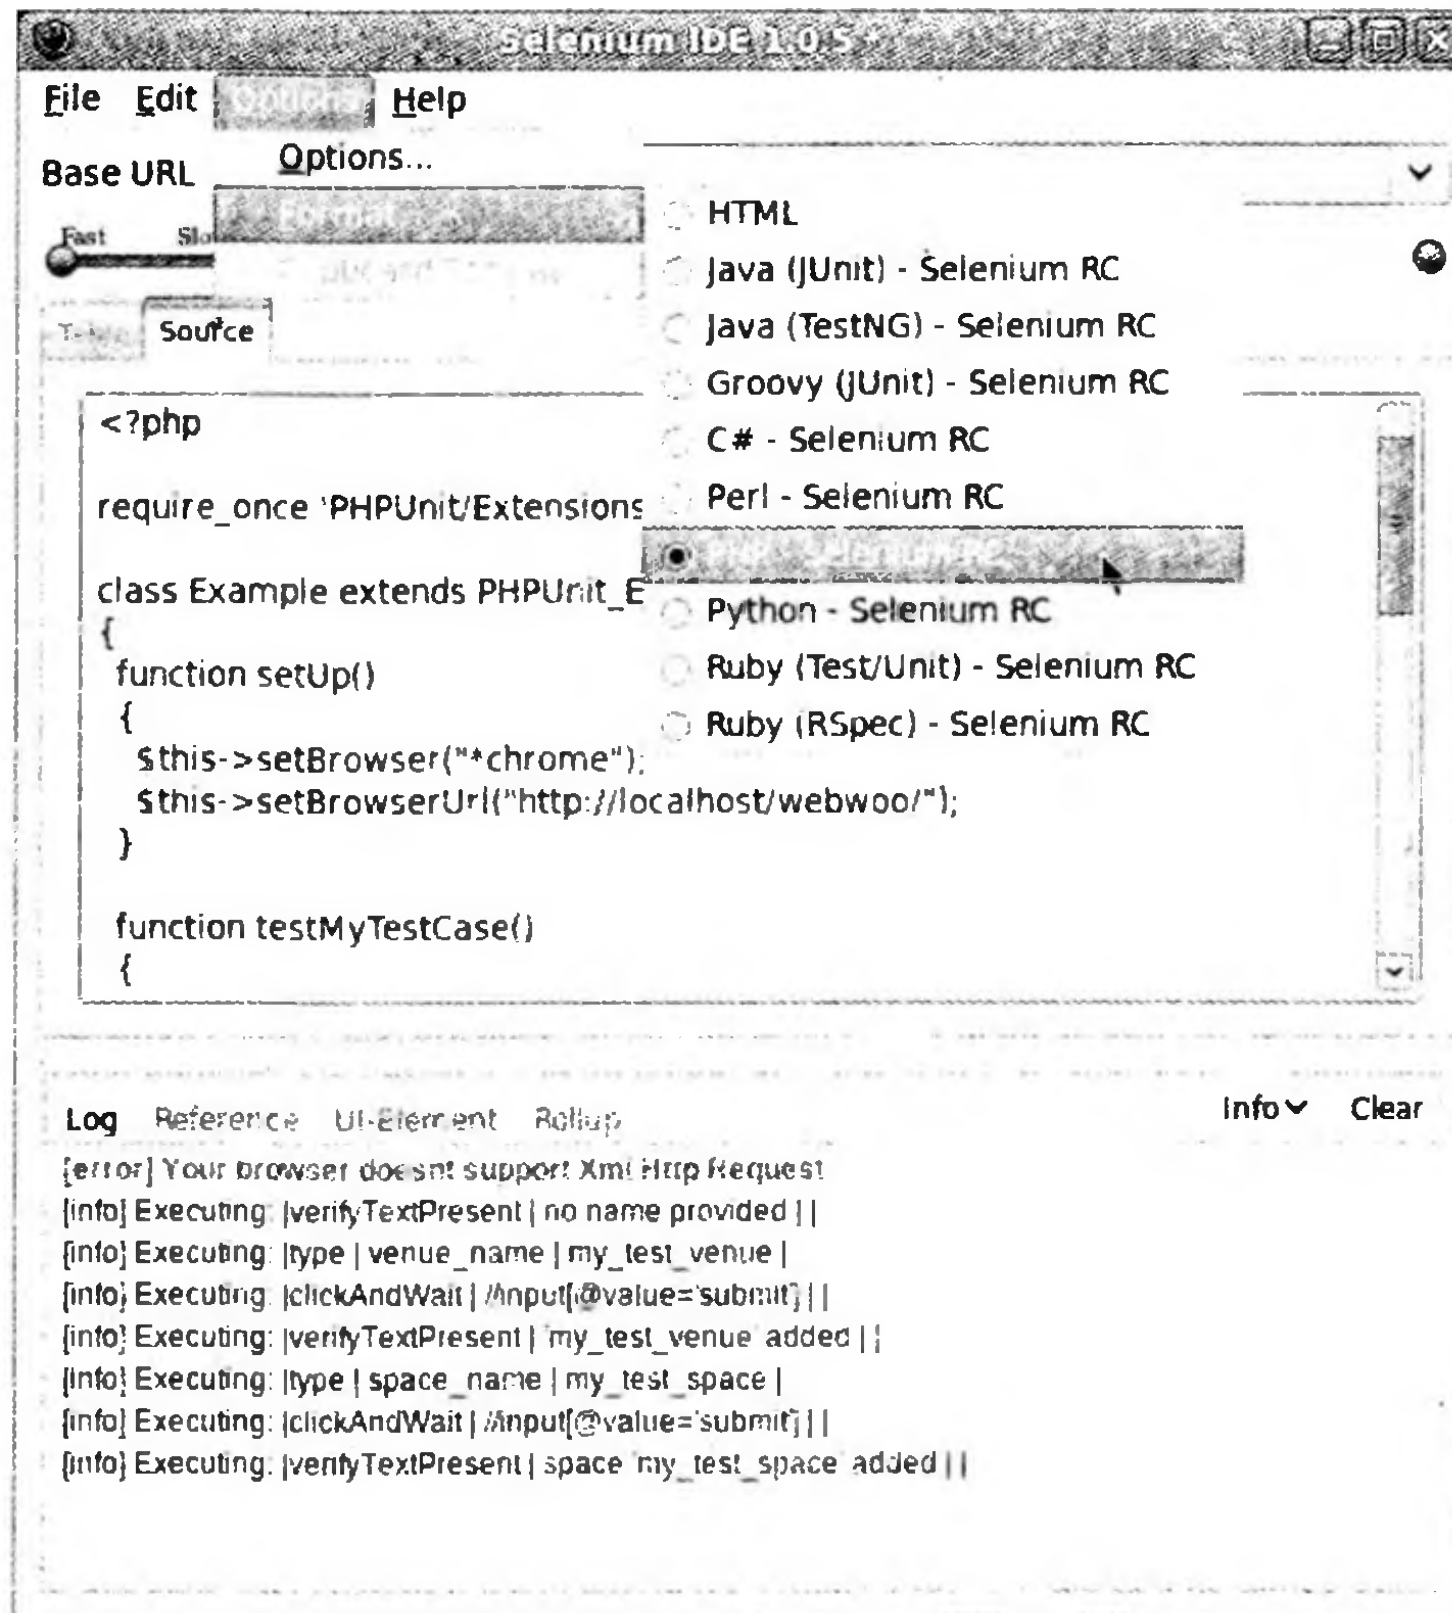 Selenium IDE 1.0.5 *
File Edit Options Help
Options...
Base URL
Format
HTML
Fast
Java (JUnit) - Selenium RC
Java (TestNG) - Selenium RC
Source
Groovy (JUnit) - Selenium RC
<?php
C# - Selenium RC
Perl - Selenium RC
require_once 'PHPUnit/Extensions
PHP - Selenium RC
class Example extends PHPUnit_E
Python - Selenium RC
{
Ruby (Test/Unit) - Selenium RC
function setUp()
{
Ruby (RSpec) - Selenium RC
$this->setBrowser("*chrome");
$this->setBrowserUrl("http://localhost/webwoo/");
}
function testMyTestCase()
{
Log Reference UI-Element Rollup Info Clear
[error] Your browser doesnt support Xml Http Request
[info] Executing: |verifyTextPresent | no name provided | |
[info] Executing: |type | venue_name | my_test_venue |
[info] Executing: |clickAndWait | //input[@value='submit'] | |
[info] Executing: |verifyTextPresent | 'my_test_venue' added | |
[info] Executing: |type | space_name | my_test_space |
[info] Executing: |clickAndWait | //input[@value='submit'] | |
[info] Executing: |verifyTextPresent | space 'my_test_space' added | |